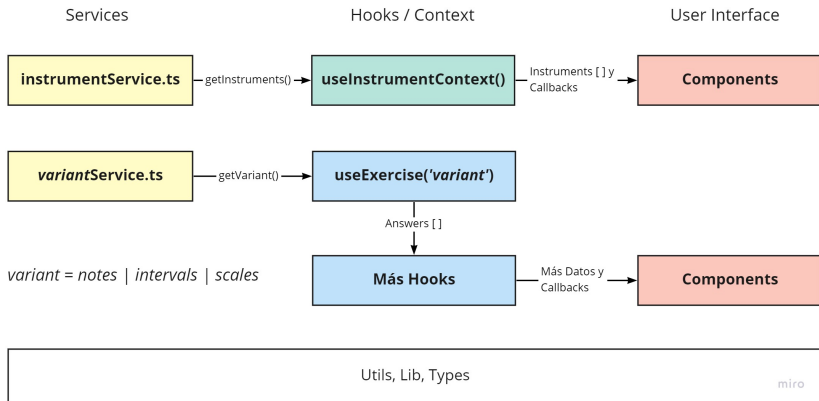 Services
Hooks / Context
User Interface
instrumentService.ts
getInstruments()
useInstrumentContext()
Instruments [ ] y
Callbacks
Components
variantService.ts
getVariant()
useExercise('variant')
Answers [ ]
variant = notes | intervals | scales
Más Hooks
Más Datos y
Callbacks
Components
Utils, Lib, Types
miro